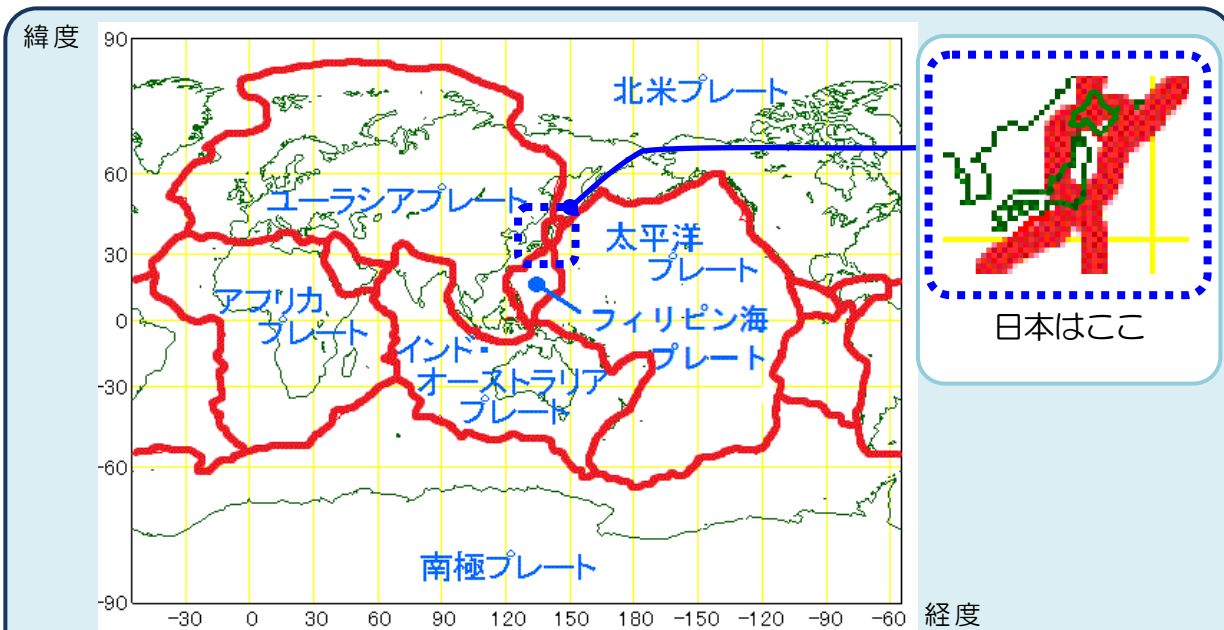 緯度
90
60
30
0
-30
-60
-90
北米プレート
ユーラシアプレート
太平洋
プレート
アフリカ
プレート
フィリピン海
プレート
インド・
オーストラリア
プレート
南極プレート
-30 0 30 60 90 120 150 180 -150 -120 -90 -60
経度
日本はここ